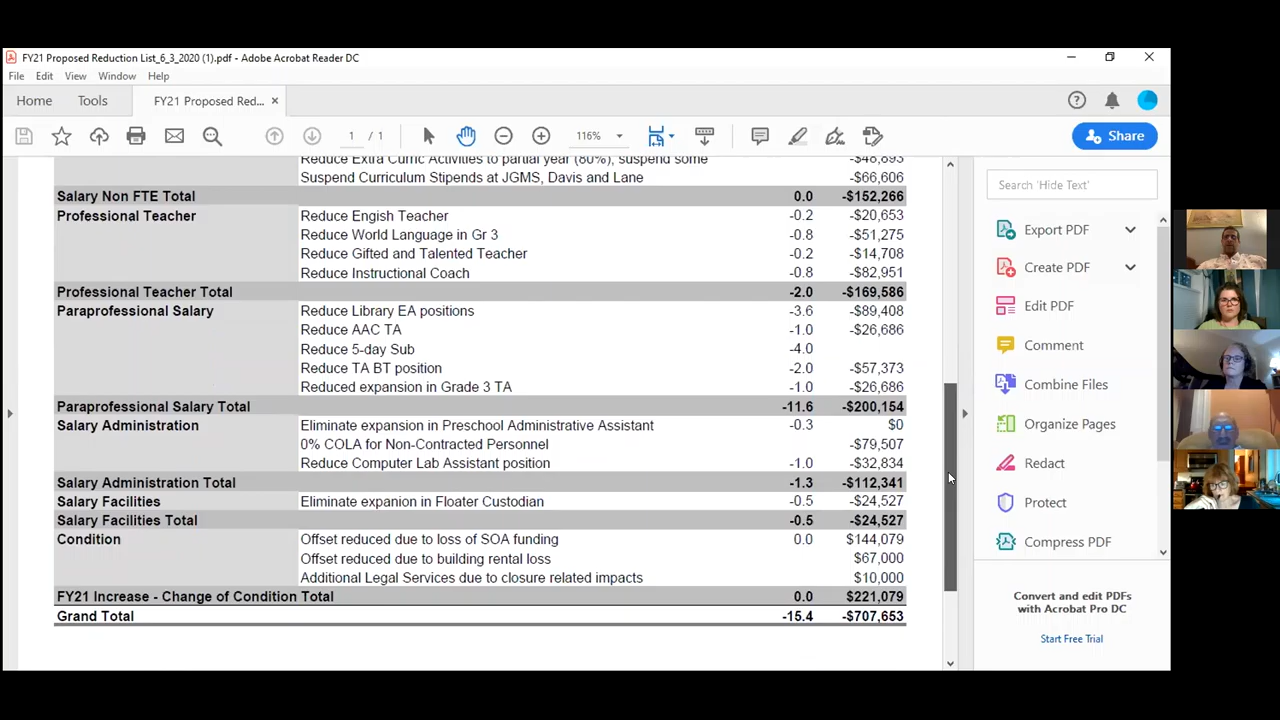 FY21 Proposed Reduction List_6_3_2020 (1).pdf - Adobe Acrobat Reader DC
File Edit View Window Help
Home Tools FY21 Proposed Red... ×
1 / 1 116% Share
Reduce Extra Curric Activities to partial year (80%), suspend some -$48,893
Suspend Curriculum Stipends at JGMS, Davis and Lane -$66,606
Salary Non FTE Total 0.0 -$152,266
Professional Teacher Reduce Engish Teacher -0.2 -$20,653
Reduce World Language in Gr 3 -0.8 -$51,275
Reduce Gifted and Talented Teacher -0.2 -$14,708
Reduce Instructional Coach -0.8 -$82,951
Professional Teacher Total -2.0 -$169,586
Paraprofessional Salary Reduce Library EA positions -3.6 -$89,408
Reduce AAC TA -1.0 -$26,686
Reduce 5-day Sub -4.0
Reduce TA BT position -2.0 -$57,373
Reduced expansion in Grade 3 TA -1.0 -$26,686
Paraprofessional Salary Total -11.6 -$200,154
Salary Administration Eliminate expansion in Preschool Administrative Assistant -0.3 $0
0% COLA for Non-Contracted Personnel -$79,507
Reduce Computer Lab Assistant position -1.0 -$32,834
Salary Administration Total -1.3 -$112,341
Salary Facilities Eliminate expanion in Floater Custodian -0.5 -$24,527
Salary Facilities Total -0.5 -$24,527
Condition Offset reduced due to loss of SOA funding 0.0 $144,079
Offset reduced due to building rental loss $67,000
Additional Legal Services due to closure related impacts $10,000
FY21 Increase - Change of Condition Total 0.0 $221,079
Grand Total -15.4 -$707,653
Search 'Hide Text'
Export PDF
Create PDF
Edit PDF
Comment
Combine Files
Organize Pages
Redact
Protect
Compress PDF
Convert and edit PDFs
with Acrobat Pro DC
Start Free Trial